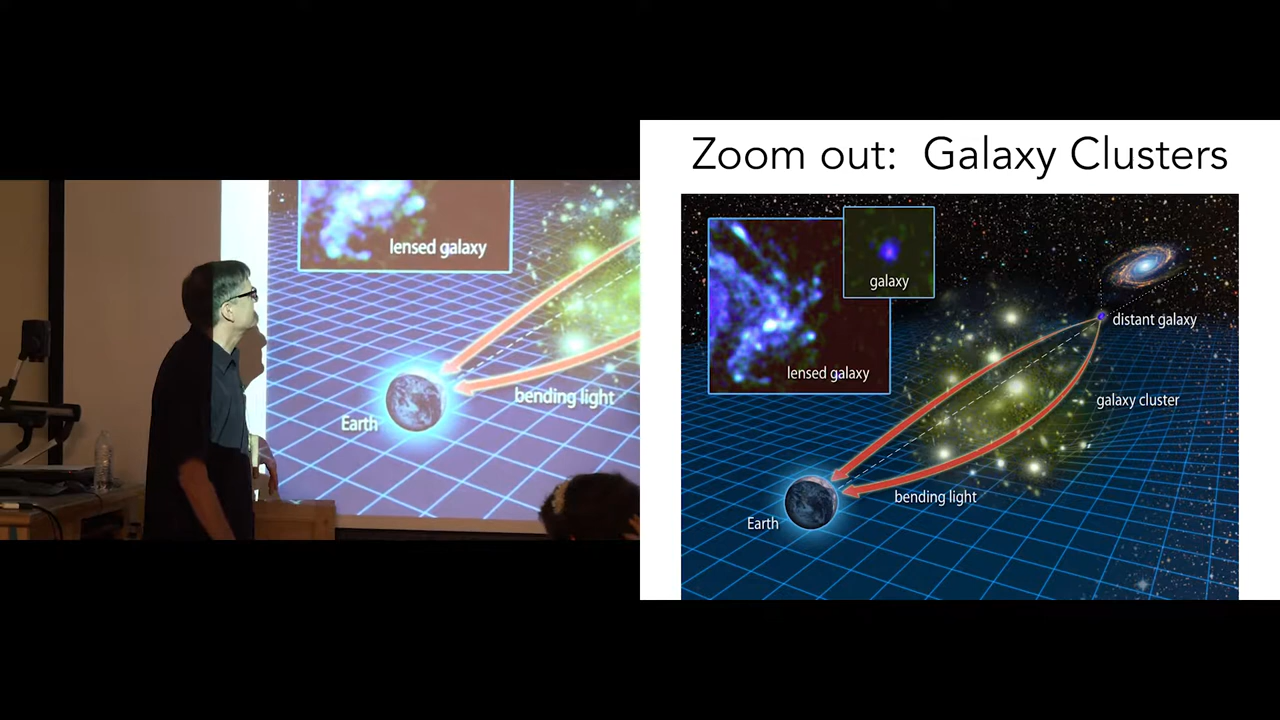 lensed galaxy
bending light
Earth
Zoom out: Galaxy Clusters
galaxy
distant galaxy
lensed galaxy
galaxy cluster
bending light
Earth